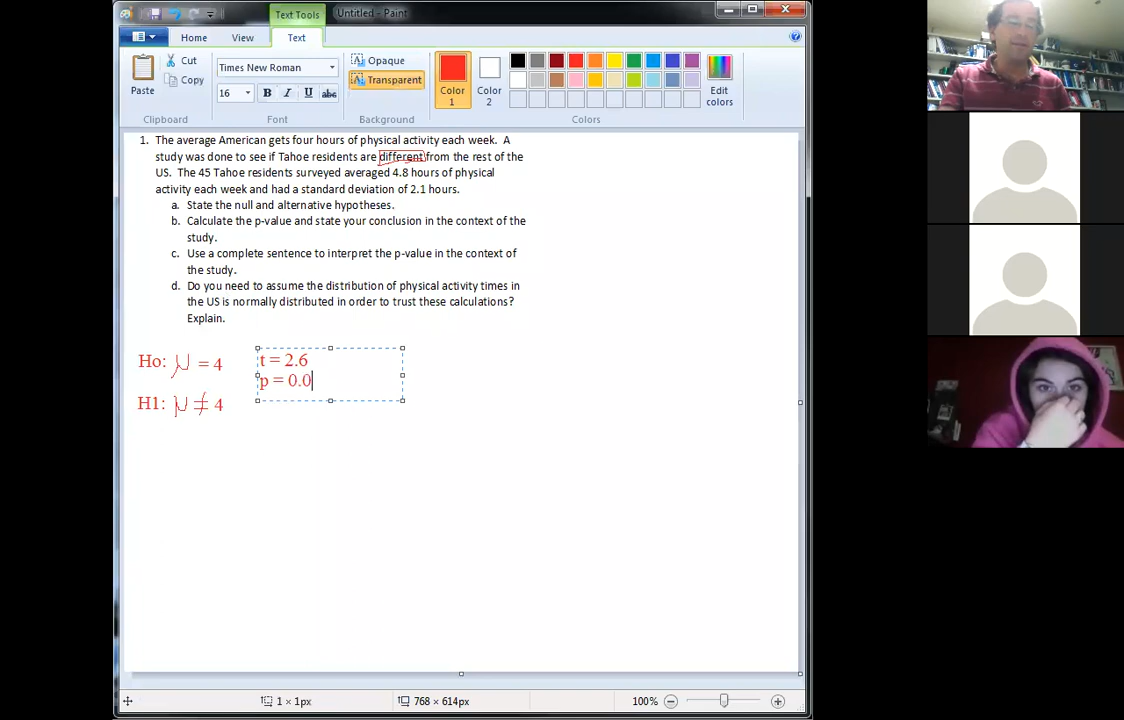 Text Tools
Untitled - Paint
Home
View
Text
Paste
Cut
Copy
Clipboard
Times New Roman
16
B I U abc
Font
Opaque
Transparent
Background
Color 1
Color 2
Edit colors
Colors
1. The average American gets four hours of physical activity each week. A
study was done to see if Tahoe residents are different from the rest of the
US. The 45 Tahoe residents surveyed averaged 4.8 hours of physical
activity each week and had a standard deviation of 2.1 hours.
a. State the null and alternative hypotheses.
b. Calculate the p-value and state your conclusion in the context of the
study.
c. Use a complete sentence to interpret the p-value in the context of
the study.
d. Do you need to assume the distribution of physical activity times in
the US is normally distributed in order to trust these calculations?
Explain.
Ho: μ = 4
H1: μ ≠ 4
t = 2.6
p = 0.0
1 × 1px
768 × 614px
100%